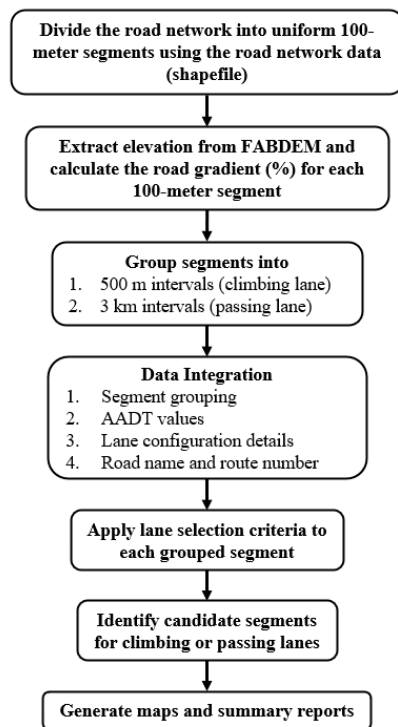 Divide the road network into uniform 100-
meter segments using the road network data
(shapefile)
Extract elevation from FABDEM and
calculate the road gradient (%) for each
100-meter segment
Group segments into
1. 500 m intervals (climbing lane)
2. 3 km intervals (passing lane)
Data Integration
1. Segment grouping
2. AADT values
3. Lane configuration details
4. Road name and route number
Apply lane selection criteria to
each grouped segment
Identify candidate segments
for climbing or passing lanes
Generate maps and summary reports